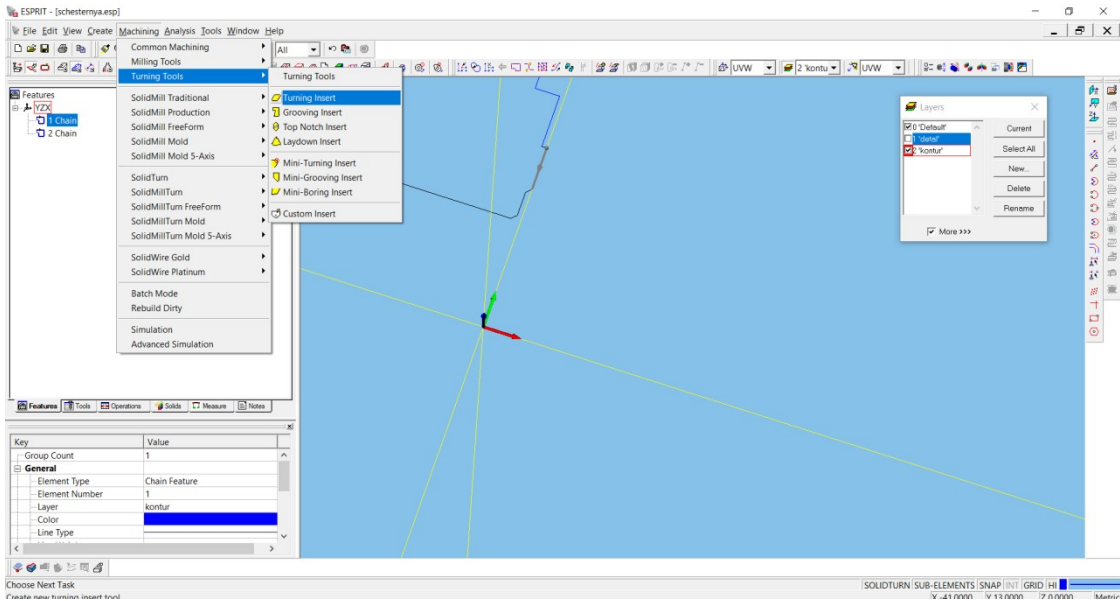 ESPRIT - [schesternya.esp]
File Edit View Create Machining Analysis Tools Window Help
All
UVW
2 'kontu
UVW
Common Machining
Milling Tools
Turning Tools
SolidMill Traditional
SolidMill Production
SolidMill FreeForm
SolidMill Mold
SolidMill Mold 5-Axis
SolidTurn
SolidMillTurn
SolidMillTurn FreeForm
SolidMillTurn Mold
SolidMillTurn Mold 5-Axis
SolidWire Gold
SolidWire Platinum
Batch Mode
Rebuild Dirty
Simulation
Advanced Simulation
Turning Tools
Turning Insert
Grooving Insert
Top Notch Insert
Laydown Insert
Mini-Turning Insert
Mini-Grooving Insert
Mini-Boring Insert
Custom Insert
Features
YZX
1 Chain
2 Chain
Layers
0 'Default'
1 'detal'
2 'kontur'
Current
Select All
New...
Delete
Rename
More >>>
Features Tools Operations Solids Measure Notes
Key Value
Group Count 1
General
Element Type Chain Feature
Element Number 1
Layer kontur
Color
Line Type
Choose Next Task
SOLIDTURN SUB-ELEMENTS SNAP INT GRID HI
Create new turning insert tool
X -41.0000 Y 13.0000 Z 0.0000 Metric